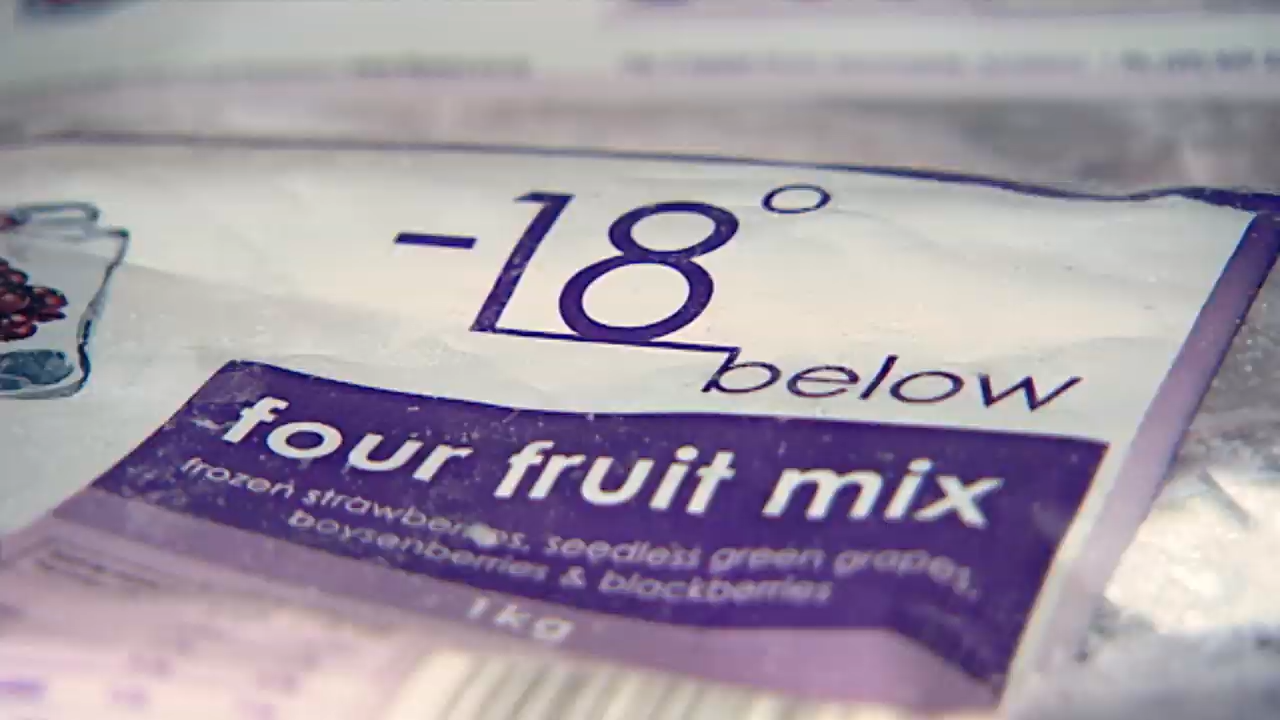 -18°
below
four fruit mix
frozen strawberries, seedless green grapes,
boysenberries & blackberries
1kg